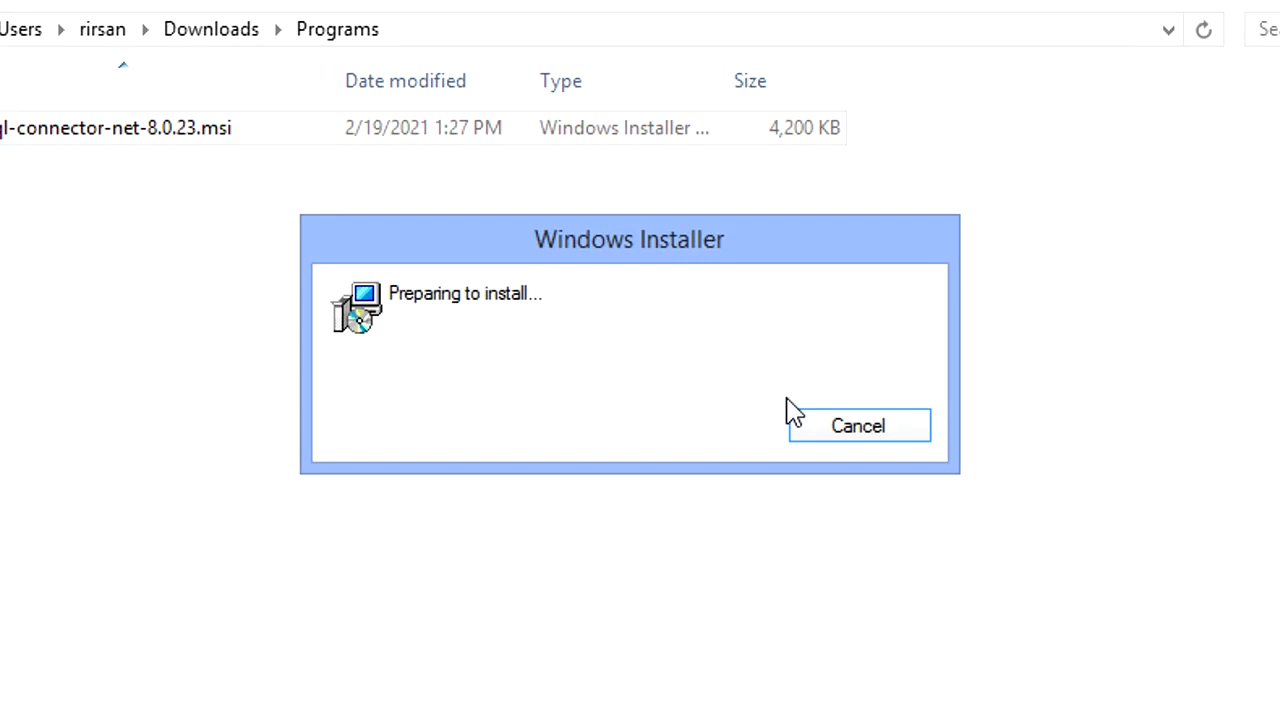 Users rirsan Downloads Programs
Date modified Type Size
ql-connector-net-8.0.23.msi 2/19/2021 1:27 PM Windows Installer ... 4,200 KB
Windows Installer
Preparing to install...
Cancel